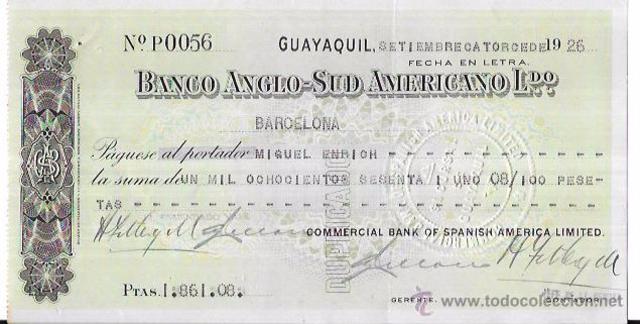 Nº P0056 GUAYAQUIL, SETIEMBRE CATORCE DE 1926
FECHA EN LETRA.
BANCO ANGLO-SUD AMERICANO LDO.
BARCELONA
Páguese al portador MIGUEL ENRICH - - - - - - - - - - - -
la suma de UN MIL OCHOCIENTOS SESENTA I UNO 08/100 PESE-
TAS - - - - - - - - - - - - - - - - - - - - - - - - - -
COMMERCIAL BANK OF SPANISH AMERICA LIMITED.
DUPLICADO
PTAS. 1.861.08.
GERENTE. CONTADOR.
www.todocoleccion.net